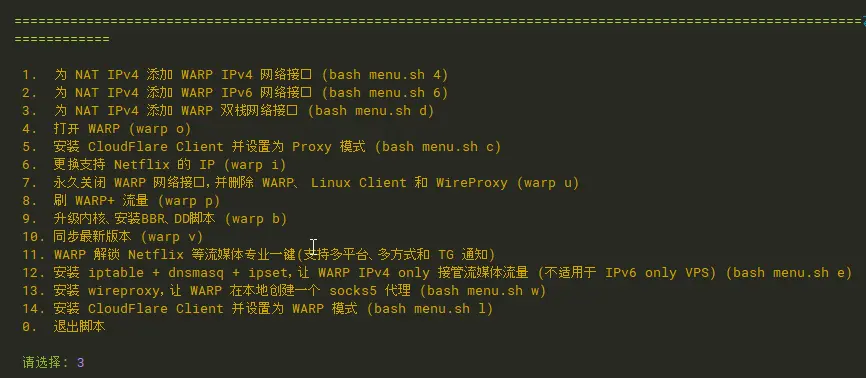 =============================================================================================================
============
1. 为 NAT IPv4 添加 WARP IPv4 网络接口 (bash menu.sh 4)
2. 为 NAT IPv4 添加 WARP IPv6 网络接口 (bash menu.sh 6)
3. 为 NAT IPv4 添加 WARP 双栈网络接口 (bash menu.sh d)
4. 打开 WARP (warp o)
5. 安装 CloudFlare Client 并设置为 Proxy 模式 (bash menu.sh c)
6. 更换支持 Netflix 的 IP (warp i)
7. 永久关闭 WARP 网络接口,并删除 WARP、 Linux Client 和 WireProxy (warp u)
8. 刷 WARP+ 流量 (warp p)
9. 升级内核、安装BBR、DD脚本 (warp b)
10. 同步最新版本 (warp v)
11. WARP 解锁 Netflix 等流媒体专业一键(支持多平台、多方式和 TG 通知)
12. 安装 iptable + dnsmasq + ipset,让 WARP IPv4 only 接管流媒体流量 (不适用于 IPv6 only VPS) (bash menu.sh e)
13. 安装 wireproxy,让 WARP 在本地创建一个 socks5 代理 (bash menu.sh w)
14. 安装 CloudFlare Client 并设置为 WARP 模式 (bash menu.sh l)
0. 退出脚本
请选择: 3